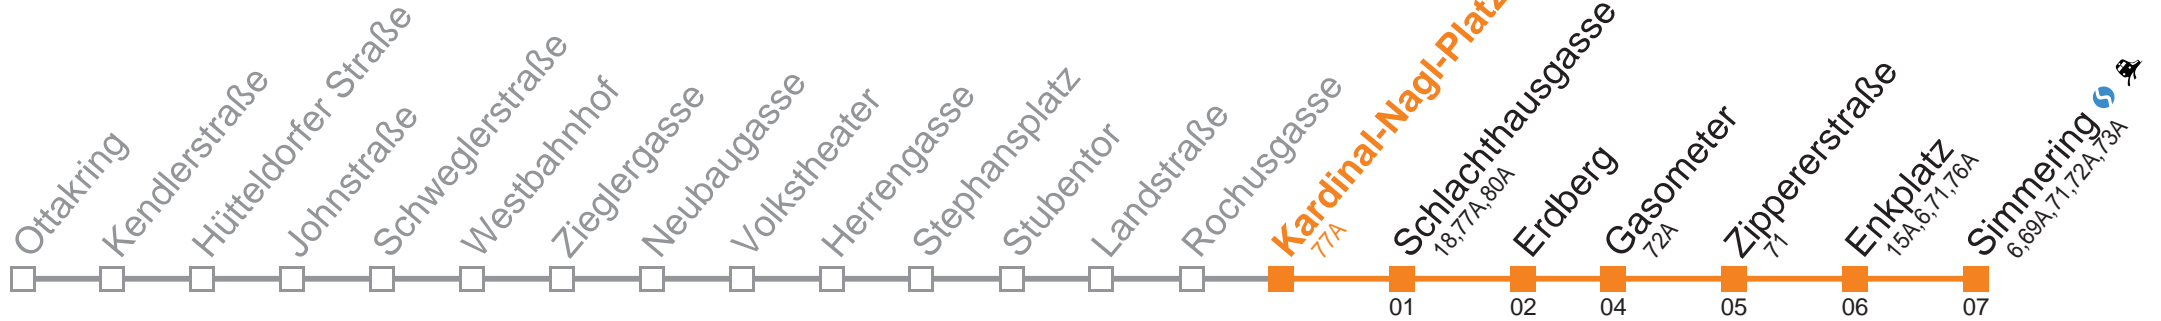 Ottakring
Kendlerstraße
Hütteldorfer Straße
Johnstraße
Schweglerstraße
Westbahnhof
Zieglergasse
Neubaugasse
Volkstheater
Herrengasse
Stephansplatz
Stubentor
Landstraße
Rochusgasse
Kardinal-Nagl-Platz
77A
Schlachthausgasse
18,77A,80A
01
Erdberg
02
Gasometer
72A
04
Zippererstraße
71
05
Enkplatz
15A,6,71,76A
06
Simmering
6,69A,71,72A,73A
07